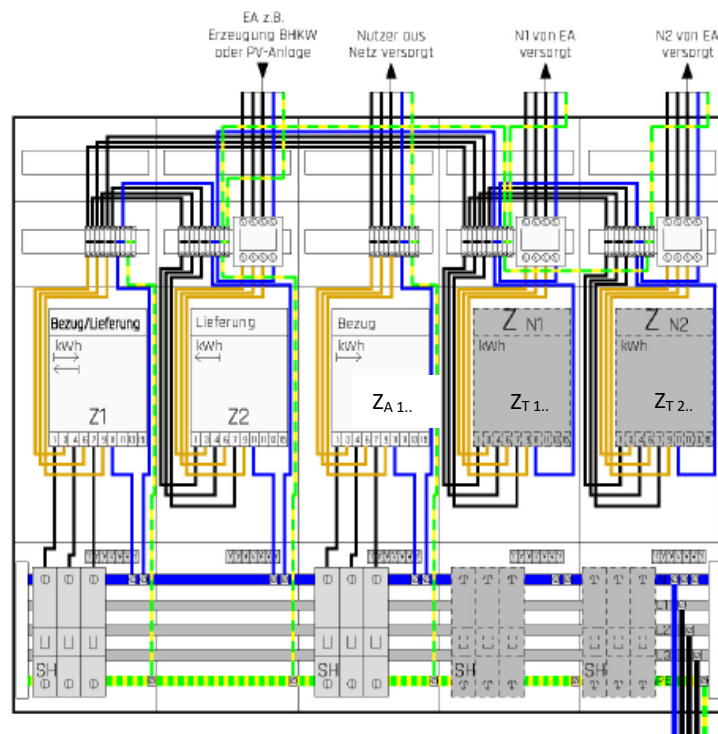 EA z.B.
Erzeugung BHKW
oder PV-Anlage
Nutzer aus
Netz versorgt
N1 von EA
versorgt
N2 von EA
versorgt
Bezug/Lieferung
kWh
Z1
Lieferung
kWh
Z2
Bezug
kWh
ZA 1..
Z N1
kWh
ZT 1..
Z N2
kWh
ZT 2..
N
L1
L2
L3
PE
SH
SH
SH
SH